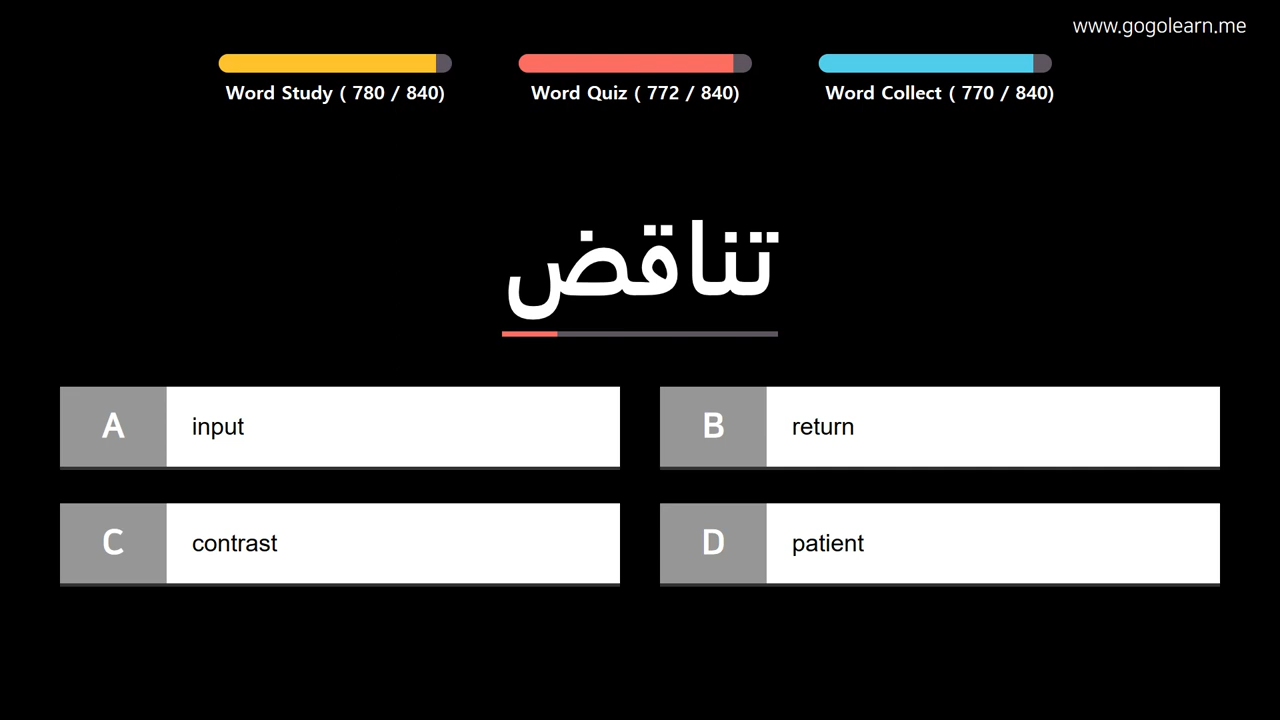 www.gogolearn.me
Word Study ( 780 / 840)
Word Quiz ( 772 / 840)
Word Collect ( 770 / 840)
تناقض
A input
B return
C contrast
D patient